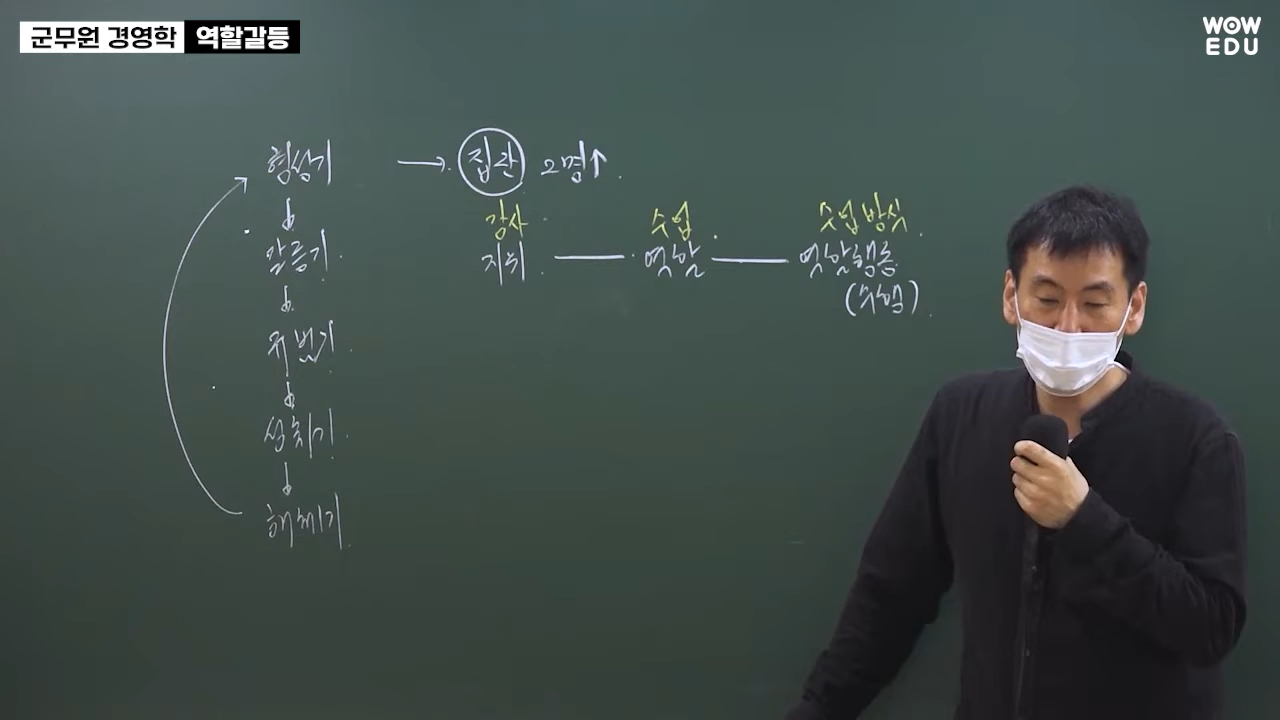 군무원 경영학 역할갈등
WOW
EDU
형성기 → 집단 2명↑.
↓
갈등기.
↓
규범기.
↓
성취기.
↓
해체기.
강사 수업 수업방식
지위 — 역할 — 역할행동
(수행)